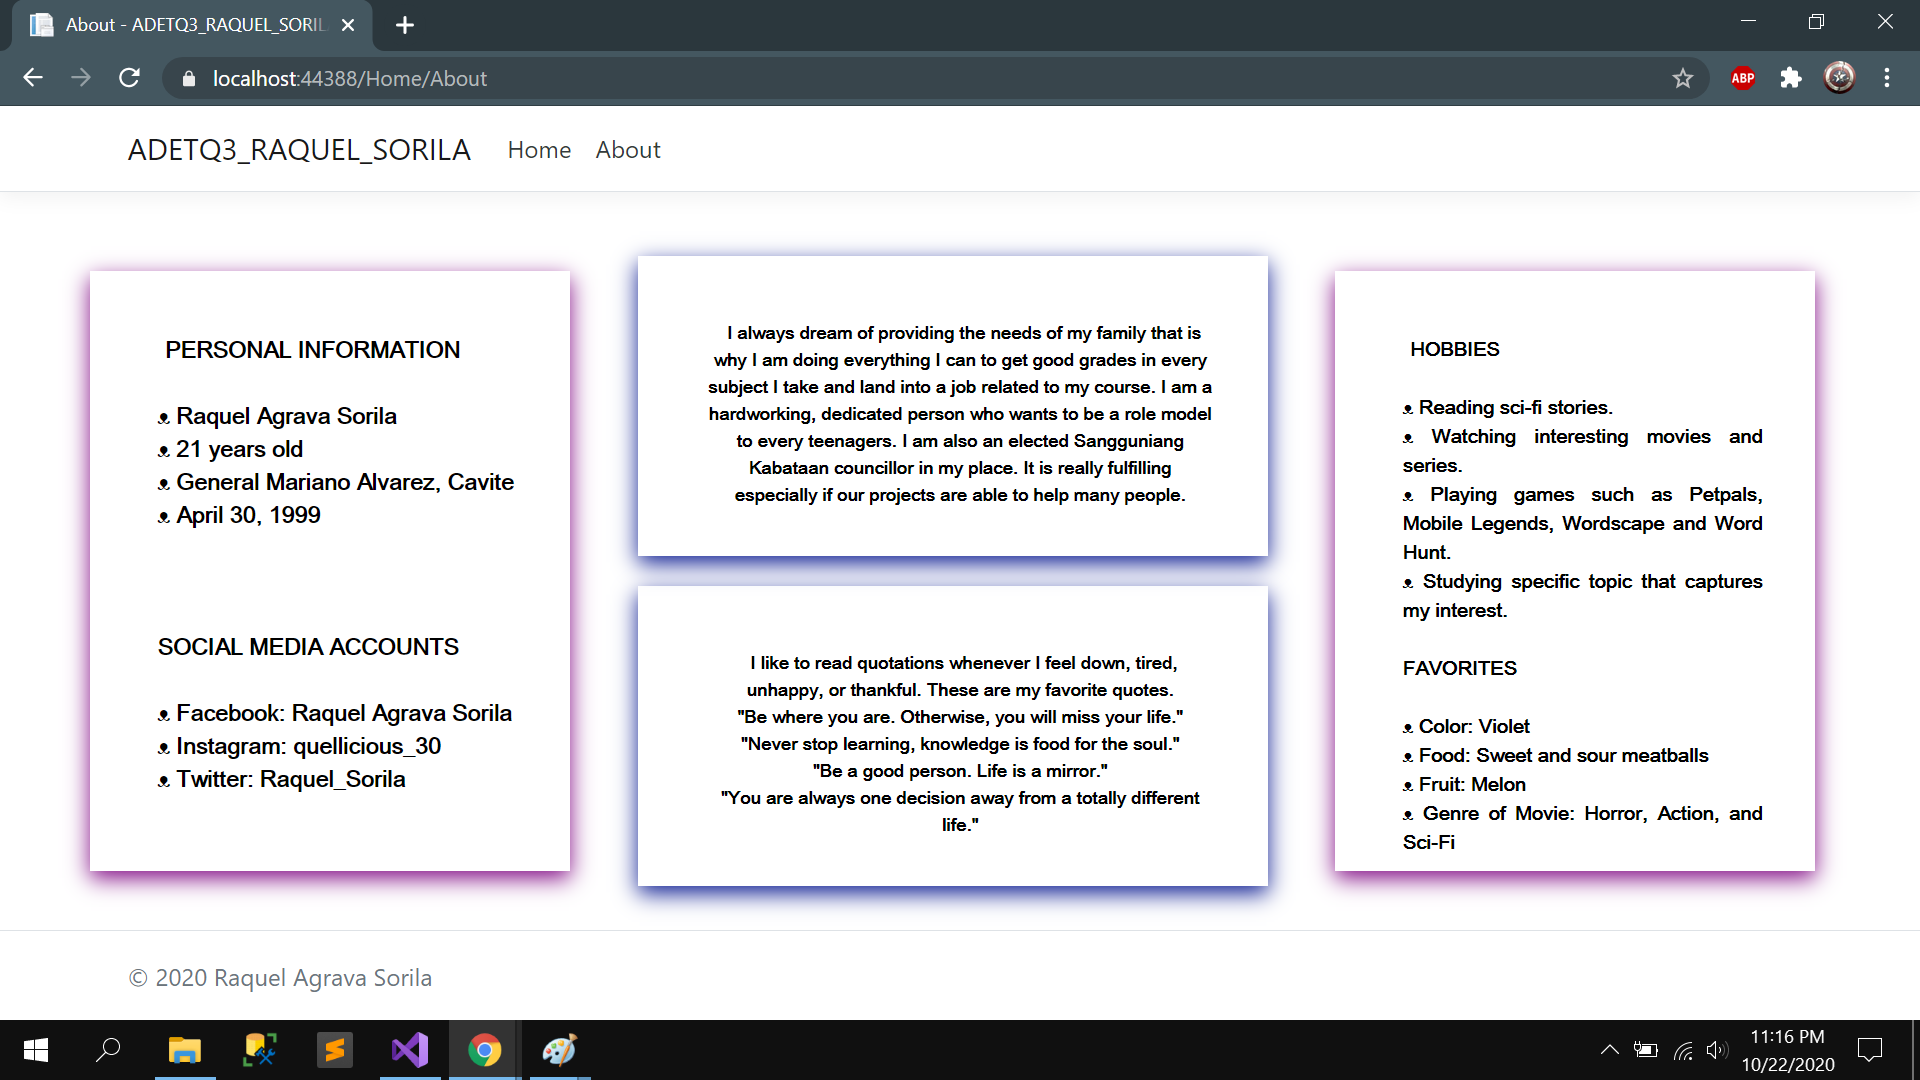 About - ADETQ3_RAQUEL_SORIL
localhost:44388/Home/About
ABP
ADETQ3_RAQUEL_SORILA
Home
About
PERSONAL INFORMATION
ᴥ Raquel Agrava Sorila
ᴥ 21 years old
ᴥ General Mariano Alvarez, Cavite
ᴥ April 30, 1999
SOCIAL MEDIA ACCOUNTS
ᴥ Facebook: Raquel Agrava Sorila
ᴥ Instagram: quellicious_30
ᴥ Twitter: Raquel_Sorila
I always dream of providing the needs of my family that is
why I am doing everything I can to get good grades in every
subject I take and land into a job related to my course. I am a
hardworking, dedicated person who wants to be a role model
to every teenagers. I am also an elected Sangguniang
Kabataan councillor in my place. It is really fulfilling
especially if our projects are able to help many people.
I like to read quotations whenever I feel down, tired,
unhappy, or thankful. These are my favorite quotes.
"Be where you are. Otherwise, you will miss your life."
"Never stop learning, knowledge is food for the soul."
"Be a good person. Life is a mirror."
"You are always one decision away from a totally different
life."
HOBBIES
ᴥ Reading sci-fi stories.
ᴥ Watching interesting movies and
series.
ᴥ Playing games such as Petpals,
Mobile Legends, Wordscape and Word
Hunt.
ᴥ Studying specific topic that captures
my interest.
FAVORITES
ᴥ Color: Violet
ᴥ Food: Sweet and sour meatballs
ᴥ Fruit: Melon
ᴥ Genre of Movie: Horror, Action, and
Sci-Fi
© 2020 Raquel Agrava Sorila
11:16 PM
10/22/2020